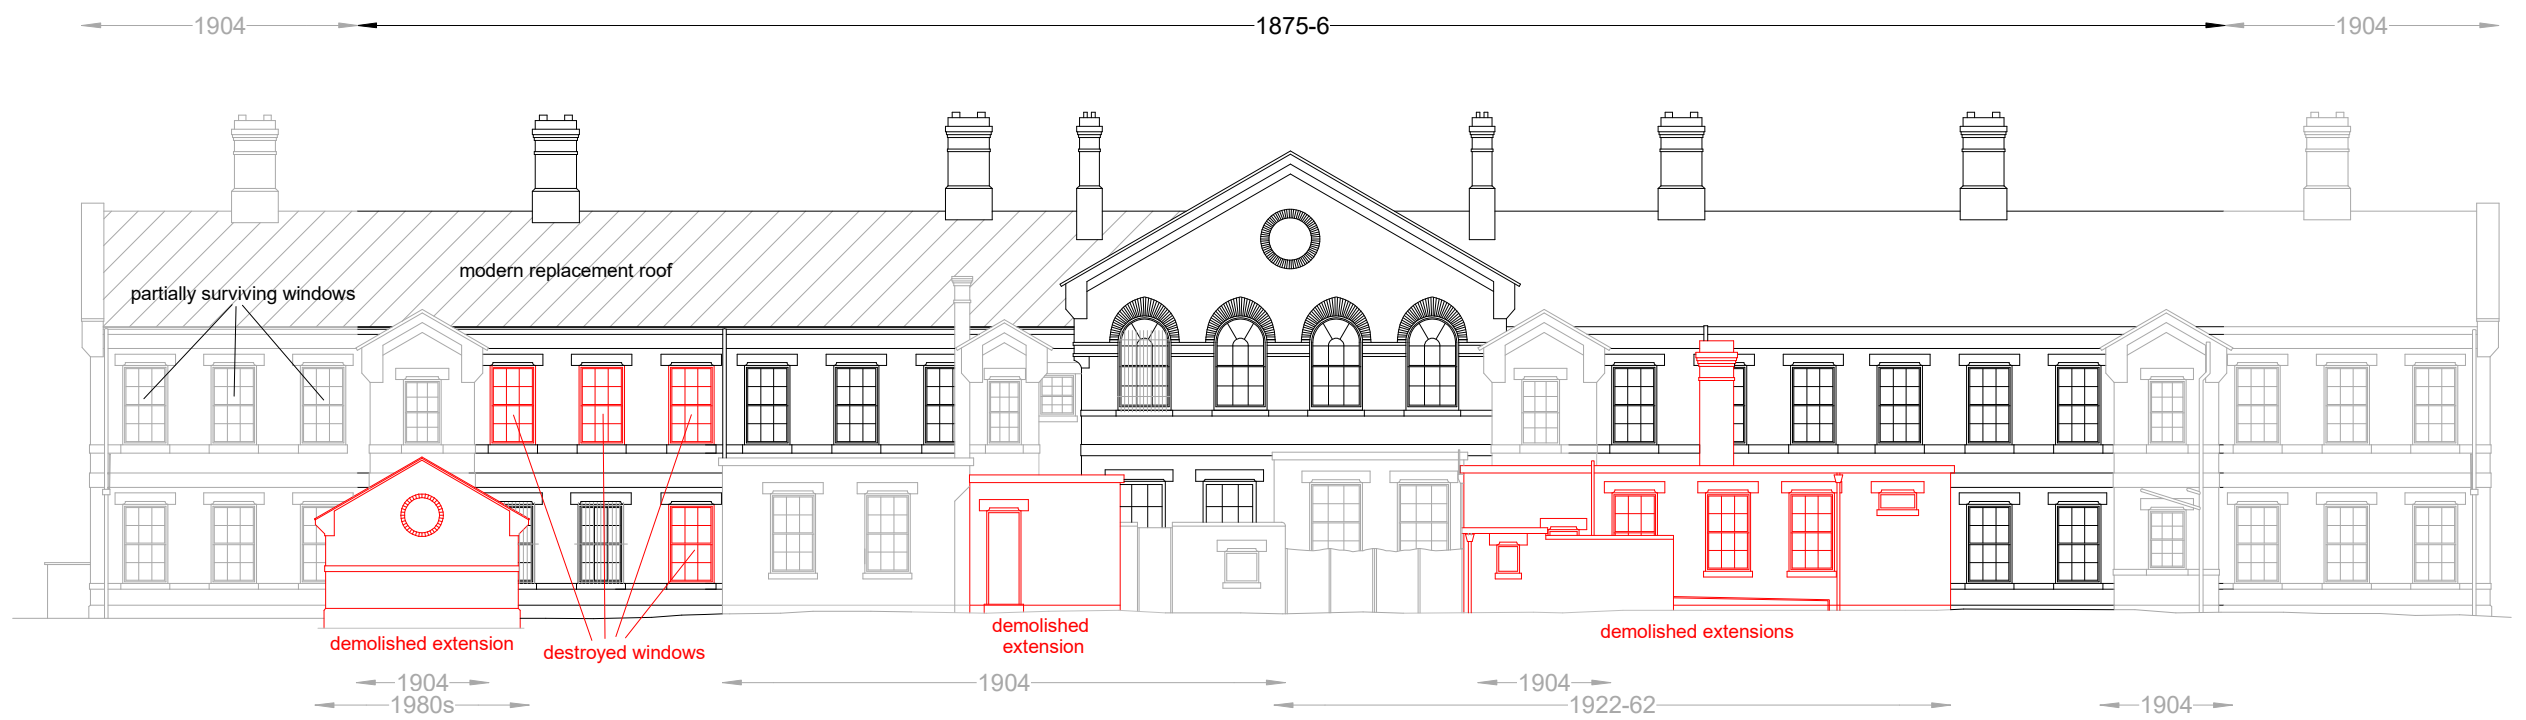 1904
1875-6
1904
modern replacement roof
partially surviving windows
demolished extension
destroyed windows
demolished
extension
demolished extensions
1904
1980s
1904
1904
1922-62
1904